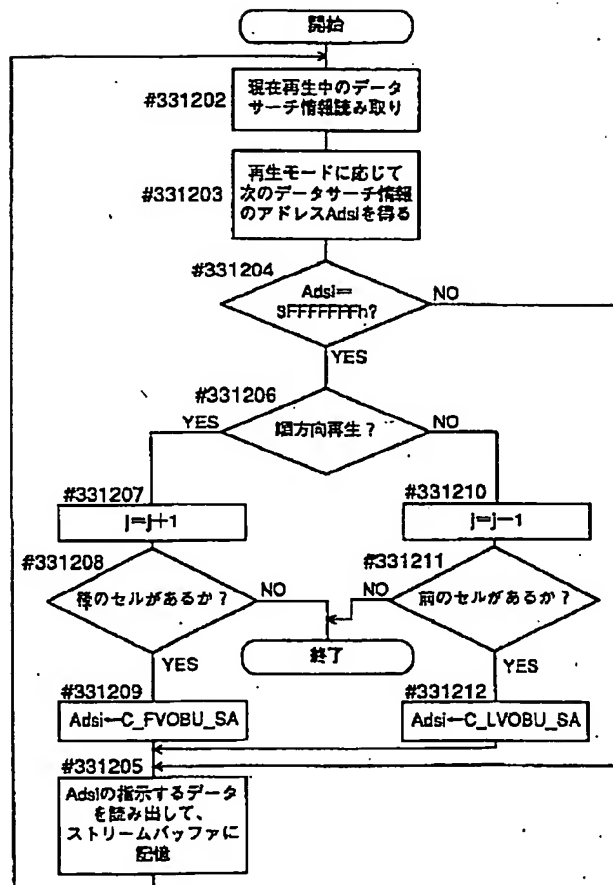 開始
#331202
現在再生中のデータ
サーチ情報読み取り
#331203
再生モードに応じて
次のデータサーチ情報
のアドレスAdsiを得る
#331204
Adsi=
3FFFFFFFh?
NO
YES
#331206
YES
順方向再生？
NO
#331207
j=j+1
#331210
j=j-1
#331208
後のセルがあるか？
NO
YES
#331211
前のセルがあるか？
NO
YES
終了
#331209
Adsi←C_FVOBU_SA
#331212
Adsi←C_LVOBU_SA
#331205
Adsiの指示するデータ
を読み出して、
ストリームバッファに
記憶